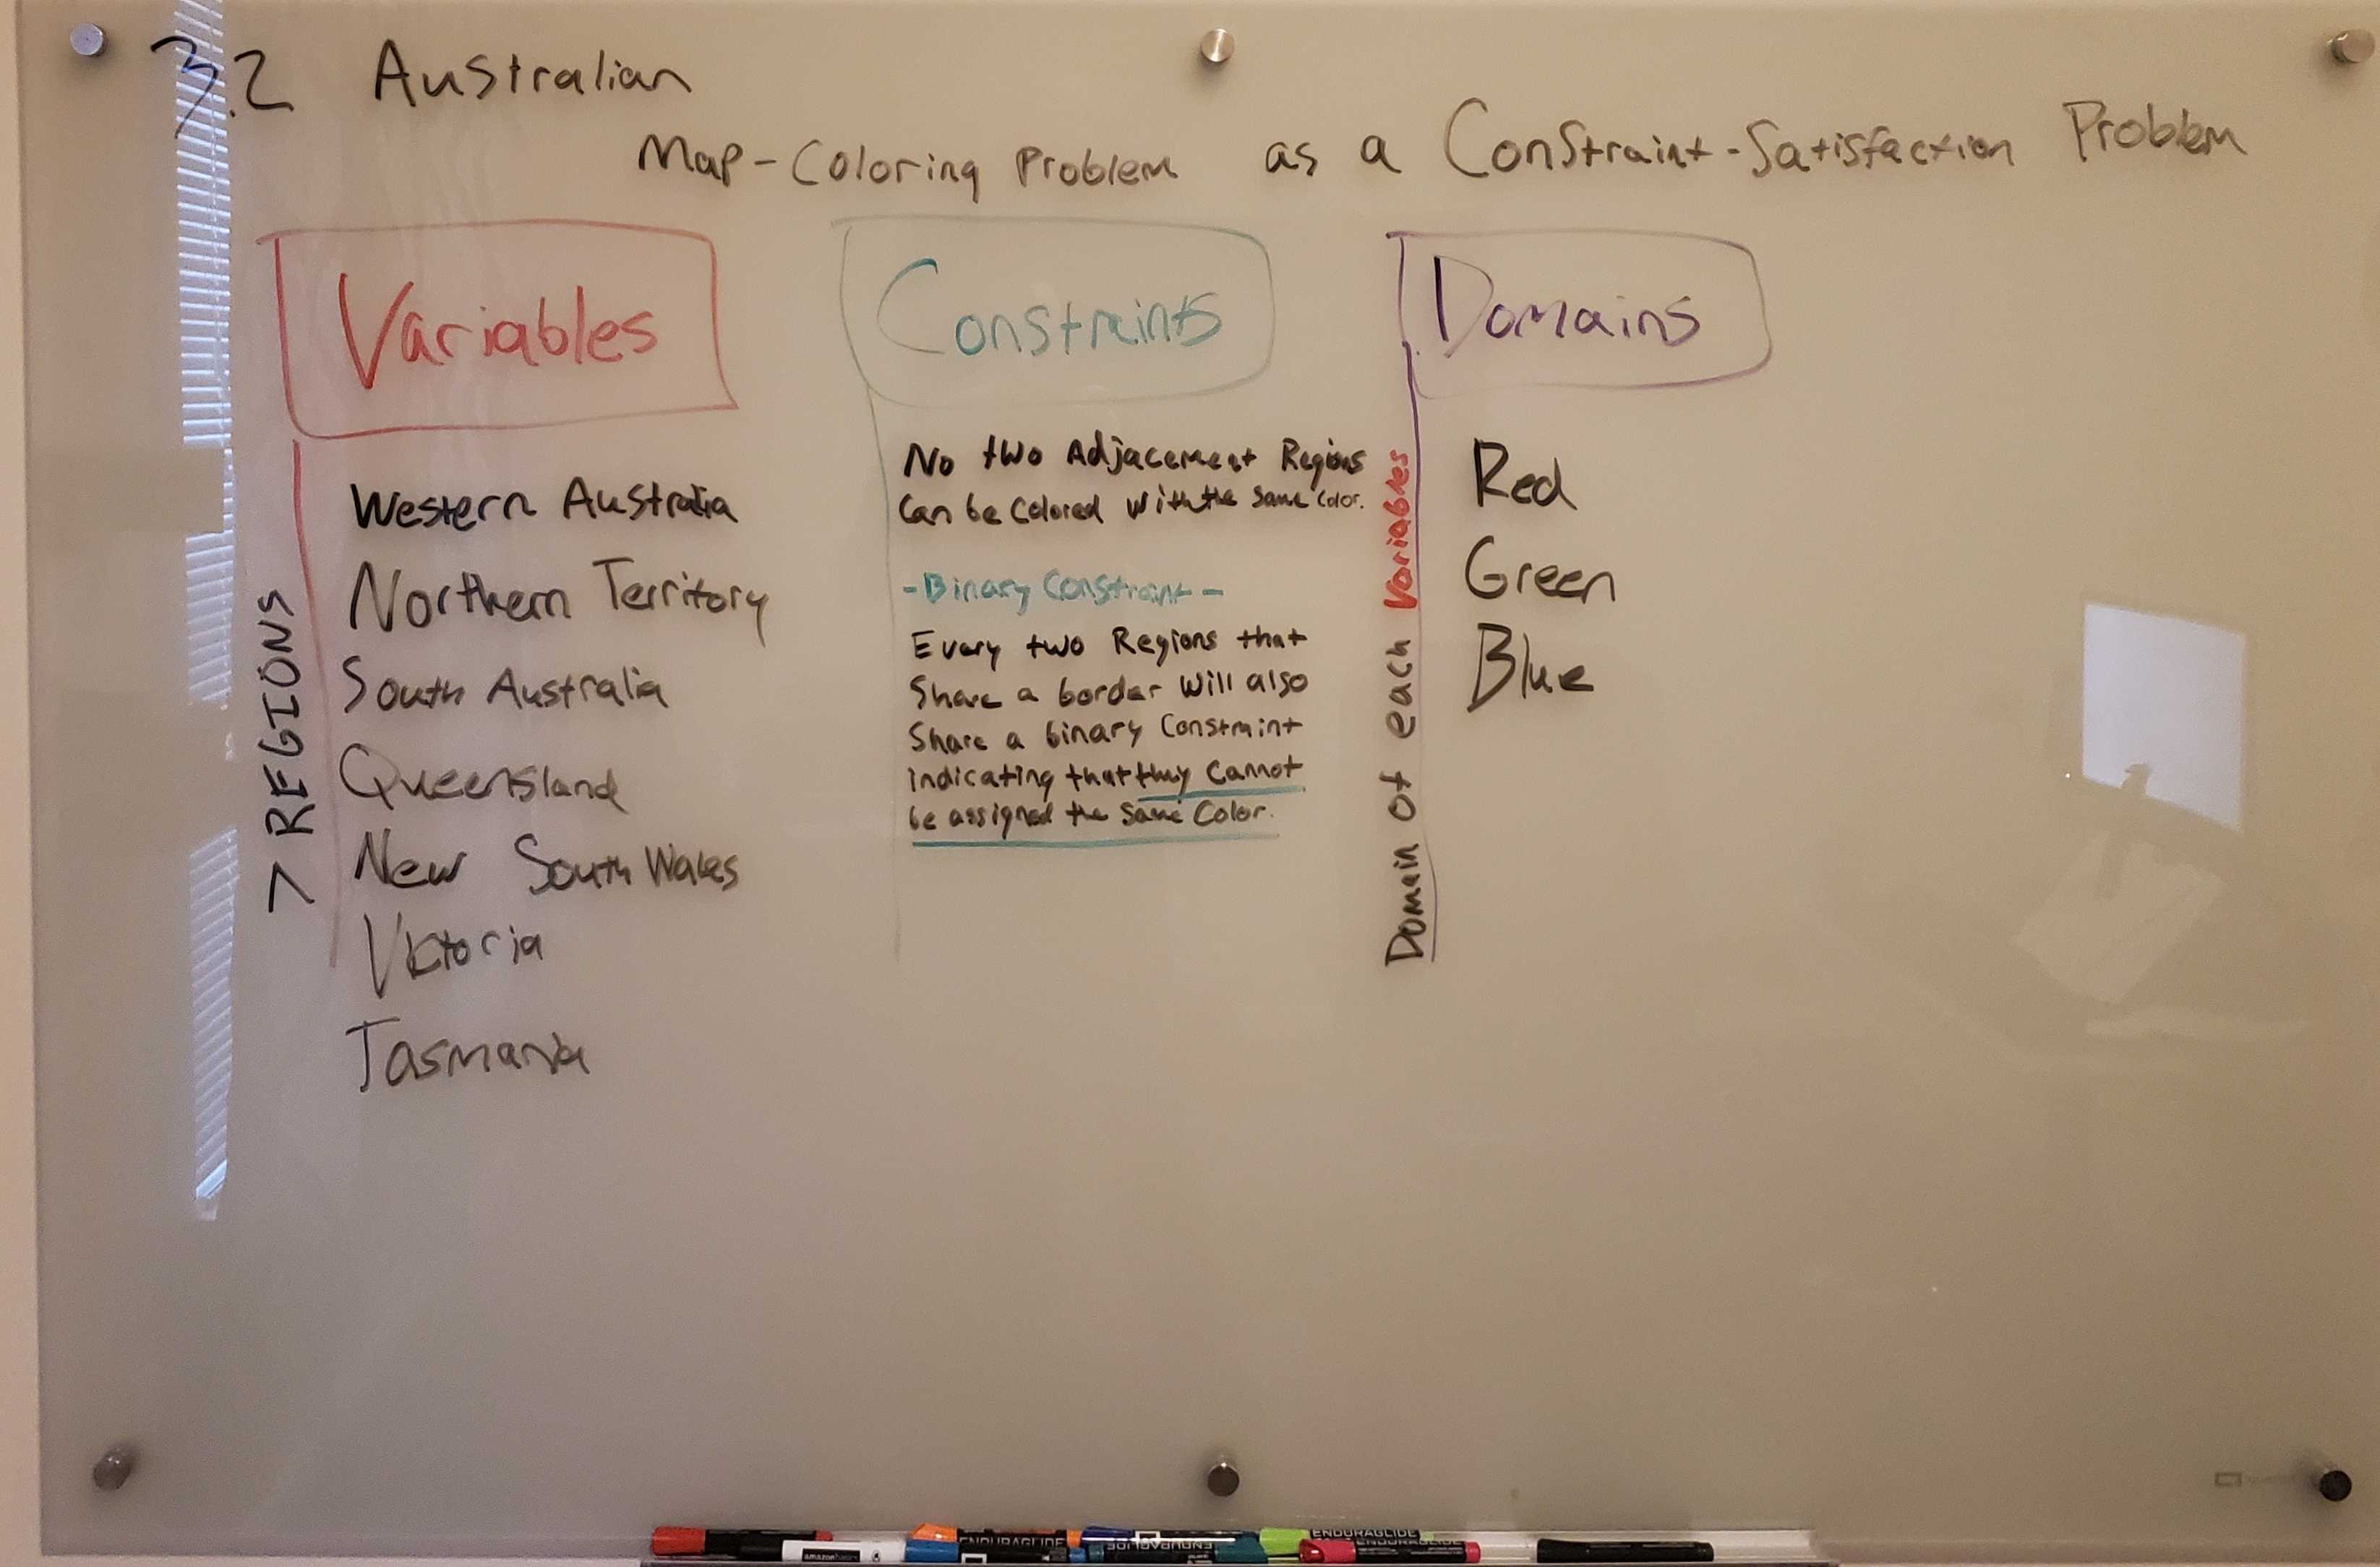 3.2 Australian
Map-Coloring Problem as a Constraint-Satisfaction Problem
Variables
7 REGIONS
Western Australia
Northern Territory
South Australia
Queensland
New South Wales
Victoria
Tasmania
Constraints
No two Adjacement Regions
Can be Colored with the Same Color.
-Binary Constraint-
Every two Regions that
Share a border will also
Share a binary Constraint
indicating that they Cannot
be assigned the Same Color.
Domains
Domain of each Variables
Red
Green
Blue
amazonbasics
ENDURAGLIDE
ENDURAGLIDE
ENDURAGLIDE
ENDURAGLIDE